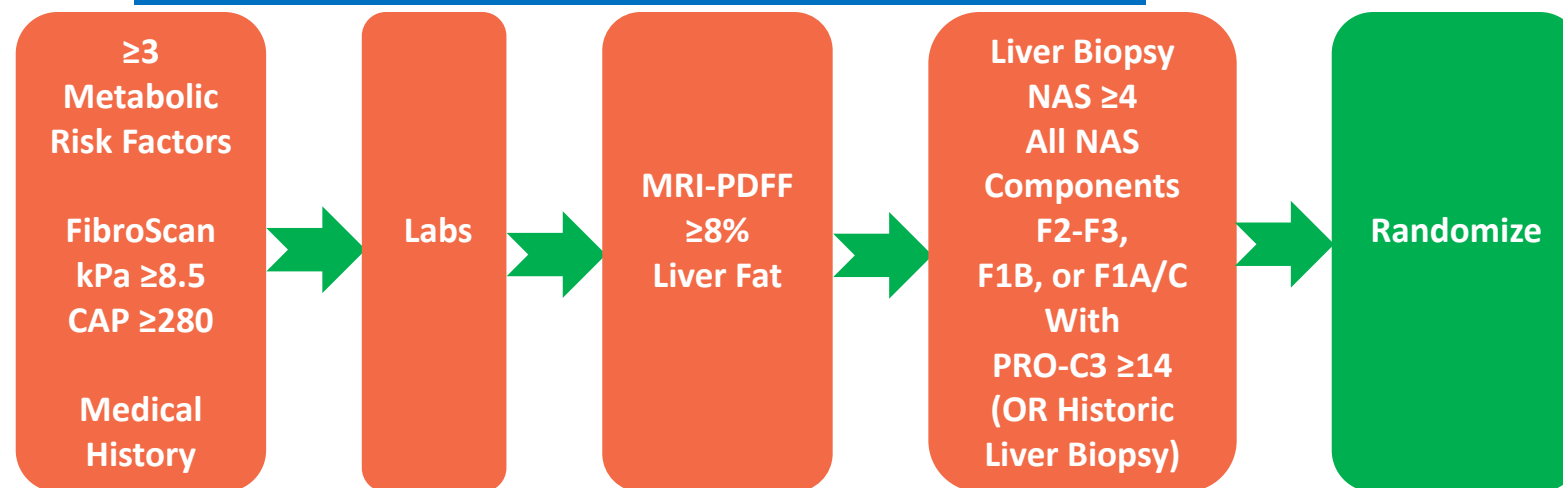 ≥3
Metabolic
Risk Factors
FibroScan
kPa ≥8.5
CAP ≥280
Medical
History
Labs
MRI-PDFF
≥8%
Liver Fat
Liver Biopsy
NAS ≥4
All NAS
Components
F2-F3,
F1B, or F1A/C
With
PRO-C3 ≥14
(OR Historic
Liver Biopsy)
Randomize